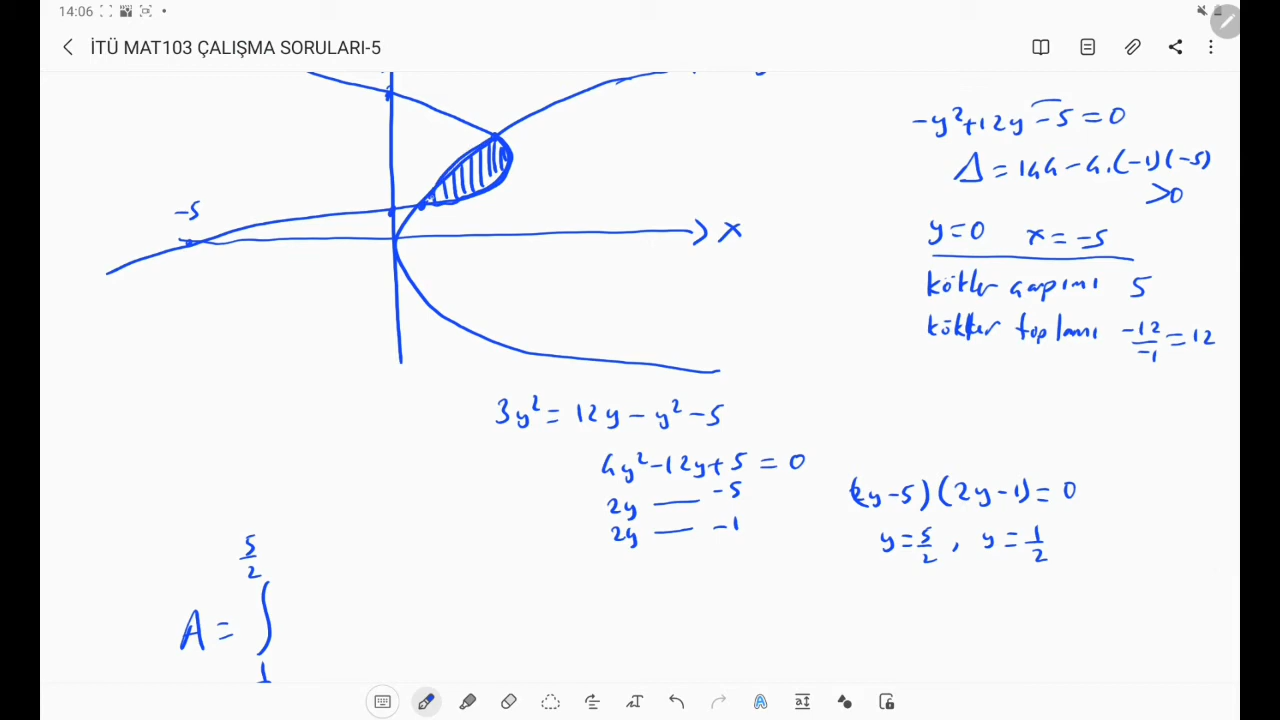 14:06
İTÜ MAT103 ÇALIŞMA SORULARI-5
-y²+12y-5=0
Δ=144-4.(-1)(-5)
>0
-5
y=0 x=-5
x
kökler çarpımı 5
kökler toplamı -12/-1=12
3y²=12y-y²-5
4y²-12y+5=0
2y -5
2y -1
(2y-5)(2y-1)=0
y=5/2, y=1/2
5/2
A=∫
1